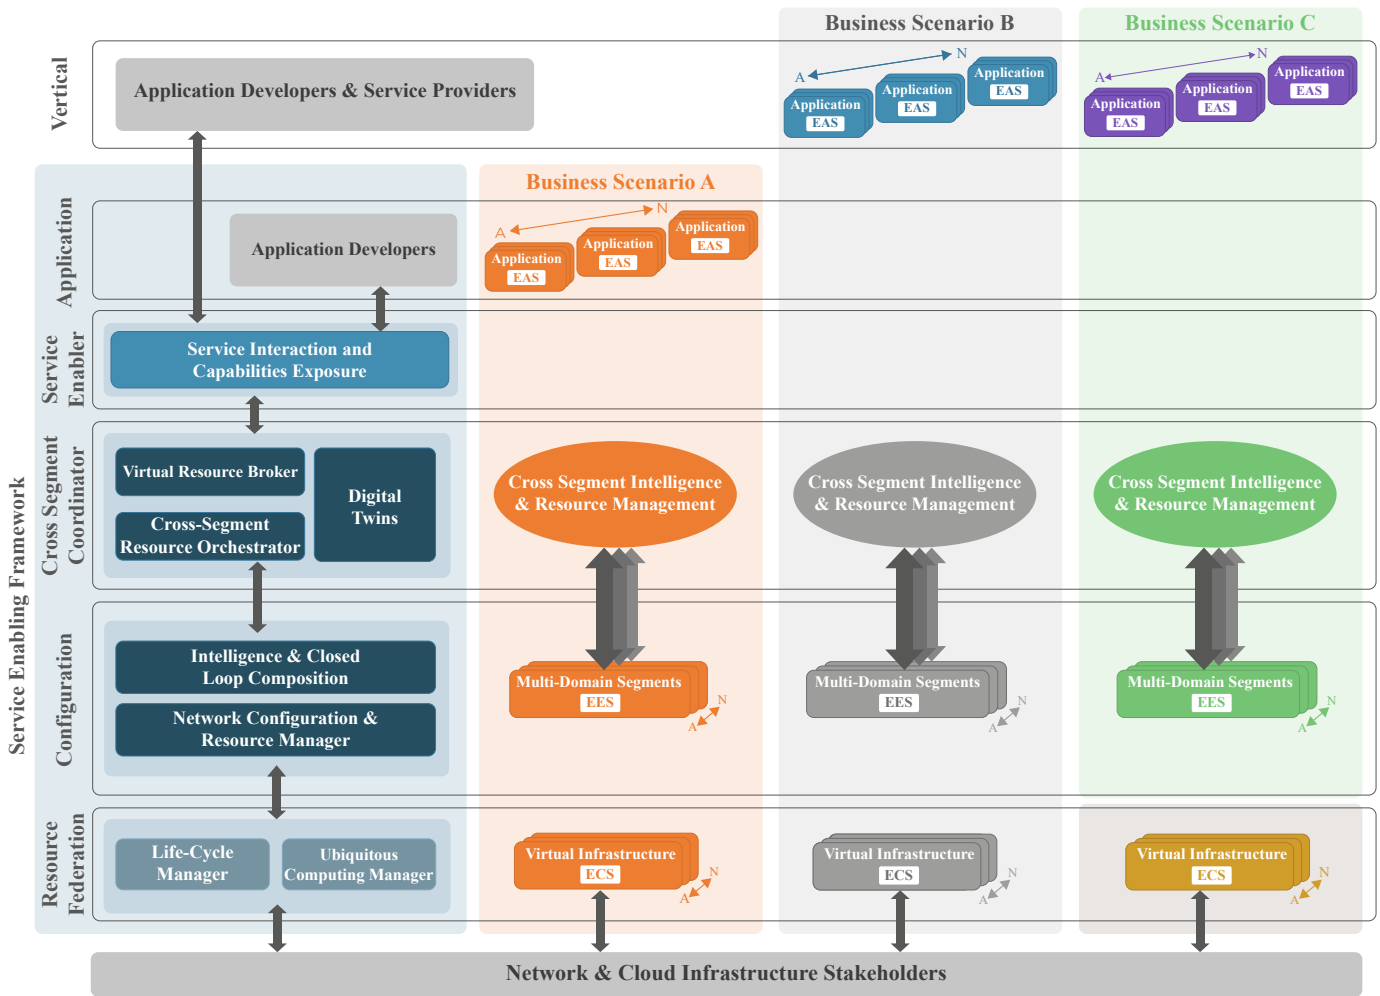 Business Scenario B
Business Scenario C
Vertical
Application Developers & Service Providers
A
N
Application
EAS
Application
EAS
Application
EAS
A
N
Application
EAS
Application
EAS
Application
EAS
Business Scenario A
Service Enabling Framework
Application
Application Developers
A
N
Application
EAS
Application
EAS
Application
EAS
Service
Enabler
Service Interaction and
Capabilities Exposure
Cross Segment
Coordinator
Virtual Resource Broker
Cross-Segment
Resource Orchestrator
Digital
Twins
Cross Segment Intelligence
& Resource Management
Cross Segment Intelligence
& Resource Management
Cross Segment Intelligence
& Resource Management
Configuration
Intelligence & Closed
Loop Composition
Network Configuration &
Resource Manager
Multi-Domain Segments
EES
A
N
Multi-Domain Segments
EES
A
N
Multi-Domain Segments
EES
A
N
Resource
Federation
Life-Cycle
Manager
Ubiquitous
Computing Manager
Virtual Infrastructure
ECS
A
N
Virtual Infrastructure
ECS
A
N
Virtual Infrastructure
ECS
A
N
Network & Cloud Infrastructure Stakeholders